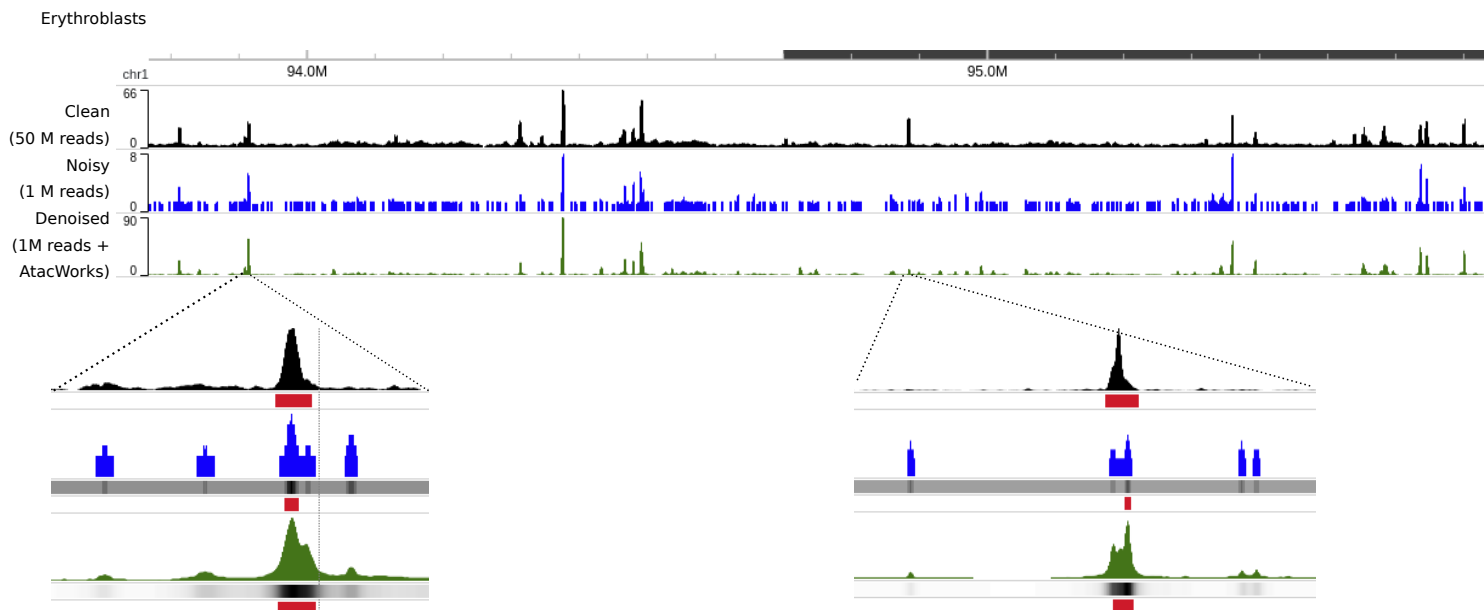 Erythroblasts
chr1
94.0M
95.0M
Clean
(50 M reads)
66
0
Noisy
(1 M reads)
8
0
Denoised
(1M reads +
AtacWorks)
90
0